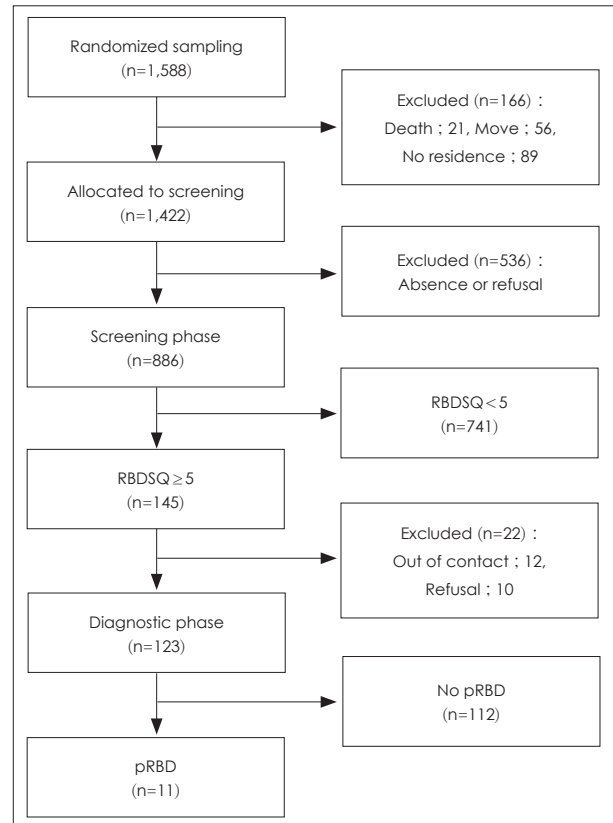 Randomized sampling
(n=1,588)
Excluded (n=166) :
Death ; 21, Move ; 56,
No residence ; 89
Allocated to screening
(n=1,422)
Excluded (n=536) :
Absence or refusal
Screening phase
(n=886)
RBDSQ<5
(n=741)
RBDSQ≥5
(n=145)
Excluded (n=22) :
Out of contact ; 12,
Refusal ; 10
Diagnostic phase
(n=123)
No pRBD
(n=112)
pRBD
(n=11)